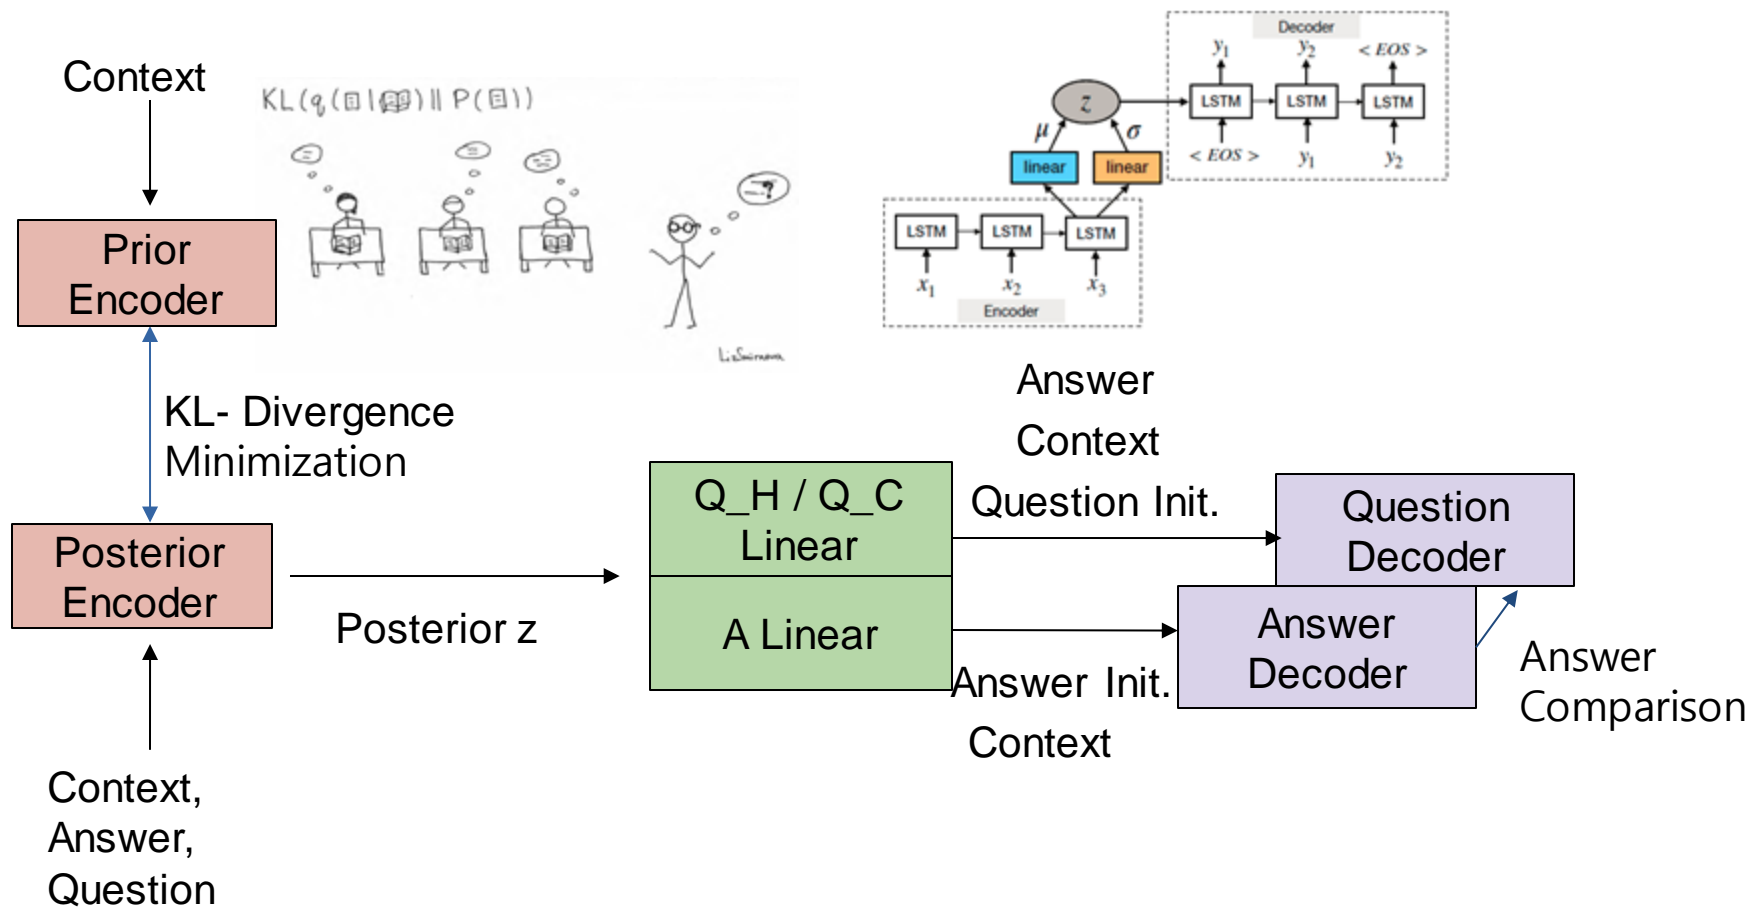 Context
Prior
Encoder
KL- Divergence
Minimization
Posterior
Encoder
Context,
Answer,
Question
Posterior z
KL(q(|)||P())
?
LizSmirnova
Decoder
y1 y2 < EOS >
LSTM LSTM LSTM
< EOS > y1 y2
z
μ σ
linear linear
LSTM LSTM LSTM
x1 x2 x3
Encoder
Answer
Context
Question Init.
Q_H / Q_C
Linear
A Linear
Answer Init.
Context
Question
Decoder
Answer
Decoder
Answer
Comparison